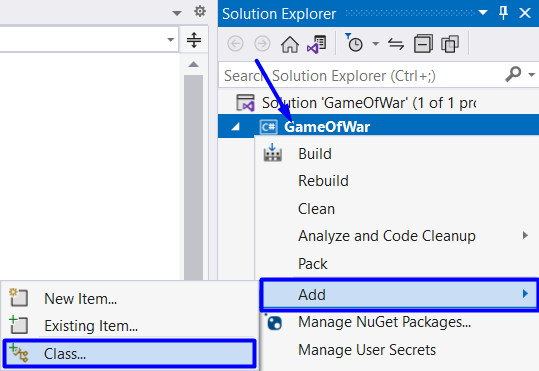 Solution Explorer
Search Solution Explorer (Ctrl+;)
Solution 'GameOfWar' (1 of 1 pro
C# GameOfWar
Build
Rebuild
Clean
Analyze and Code Cleanup
Pack
Add
Manage NuGet Packages...
Manage User Secrets
New Item...
Existing Item...
Class...